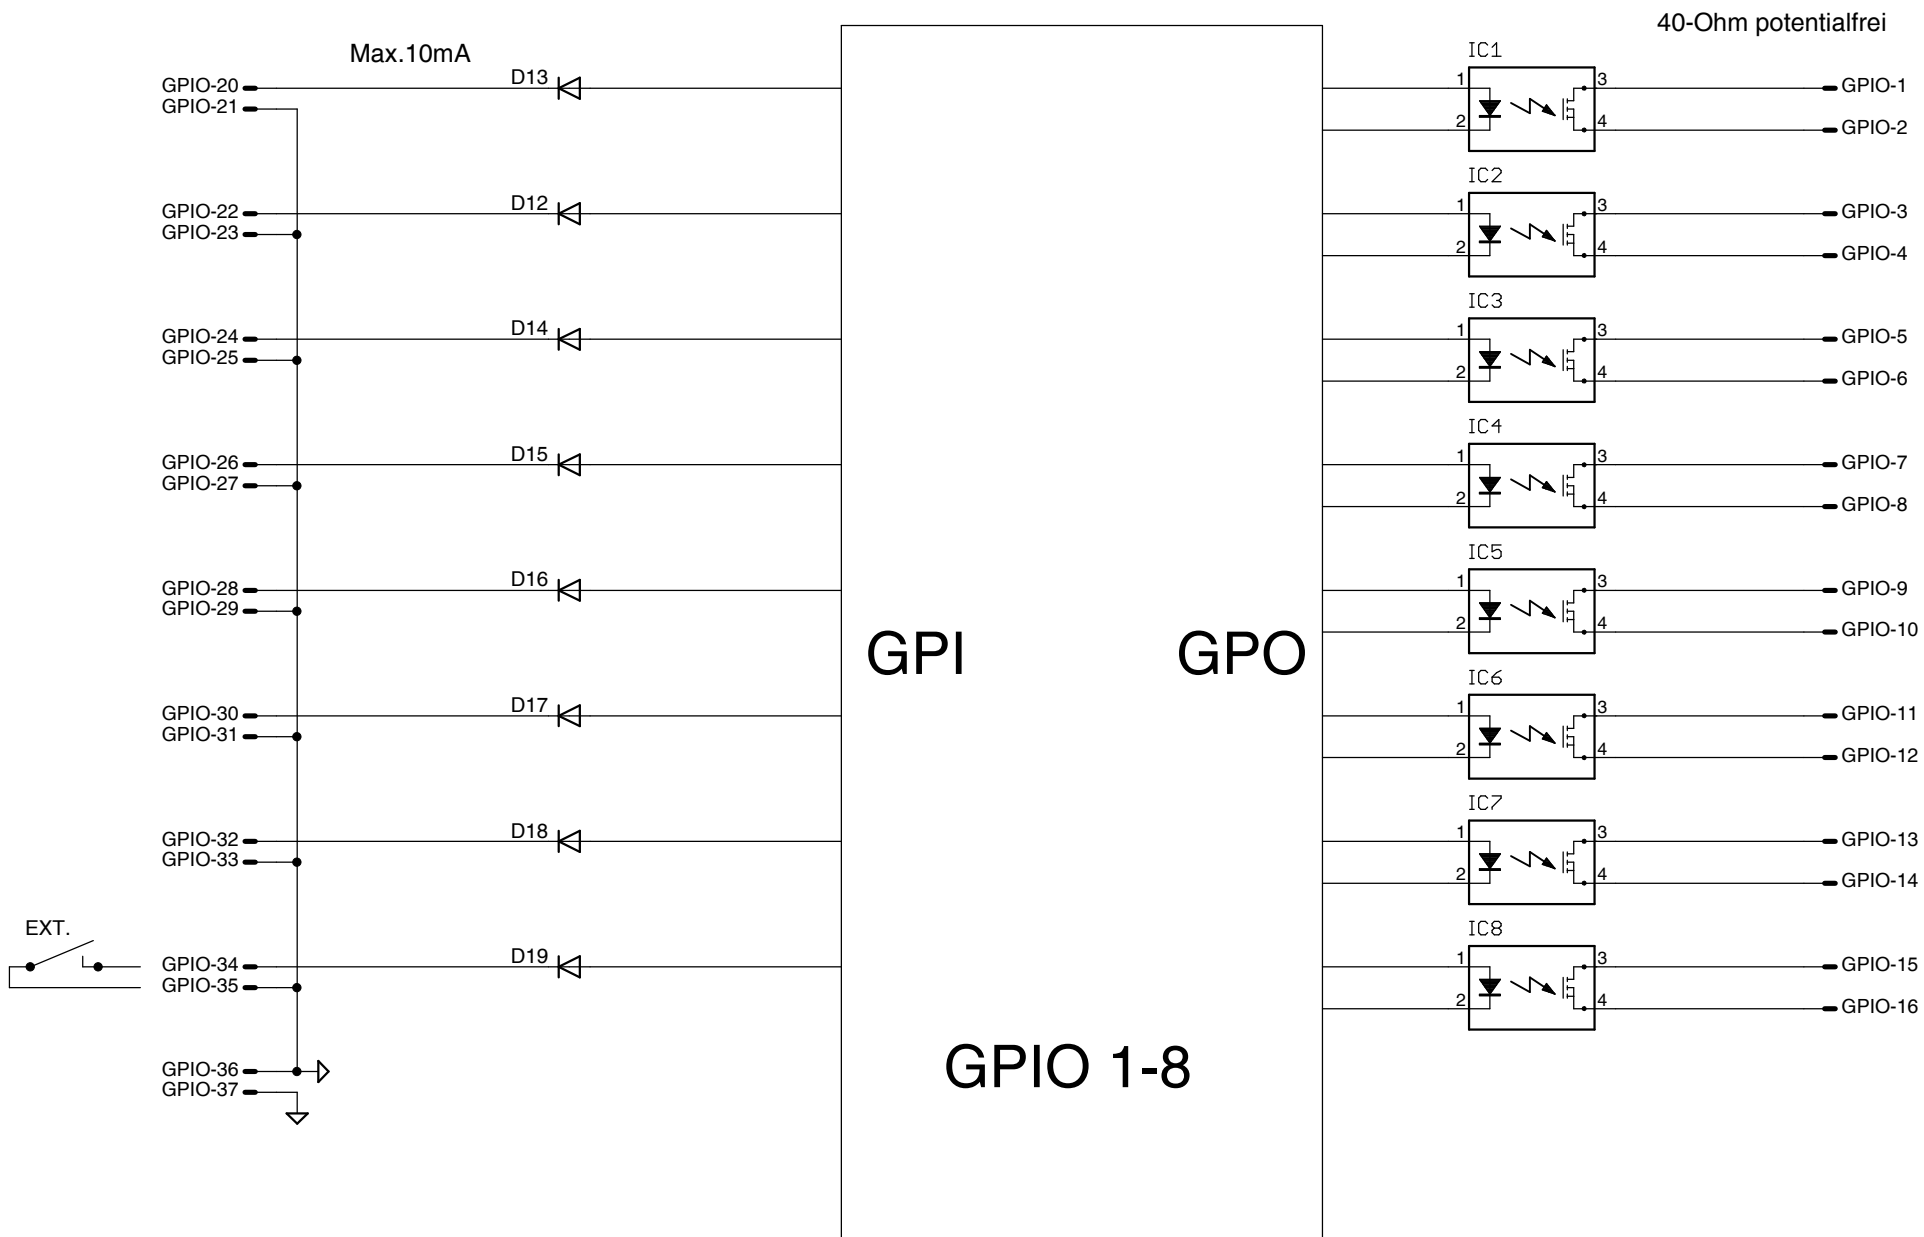 40-Ohm potentialfrei
Max.10mA
IC1
GPIO-20 D13 1 3 GPIO-1
GPIO-21 2 4 GPIO-2
IC2
GPIO-22 D12 1 3 GPIO-3
GPIO-23 2 4 GPIO-4
IC3
GPIO-24 D14 1 3 GPIO-5
GPIO-25 2 4 GPIO-6
IC4
GPIO-26 D15 1 3 GPIO-7
GPIO-27 2 4 GPIO-8
IC5
GPIO-28 D16 1 3 GPIO-9
GPIO-29 2 4 GPIO-10
GPI GPO
IC6
GPIO-30 D17 1 3 GPIO-11
GPIO-31 2 4 GPIO-12
IC7
GPIO-32 D18 1 3 GPIO-13
GPIO-33 2 4 GPIO-14
EXT. IC8
GPIO-34 D19 1 3 GPIO-15
GPIO-35 2 4 GPIO-16
GPIO-36
GPIO-37
GPIO 1-8